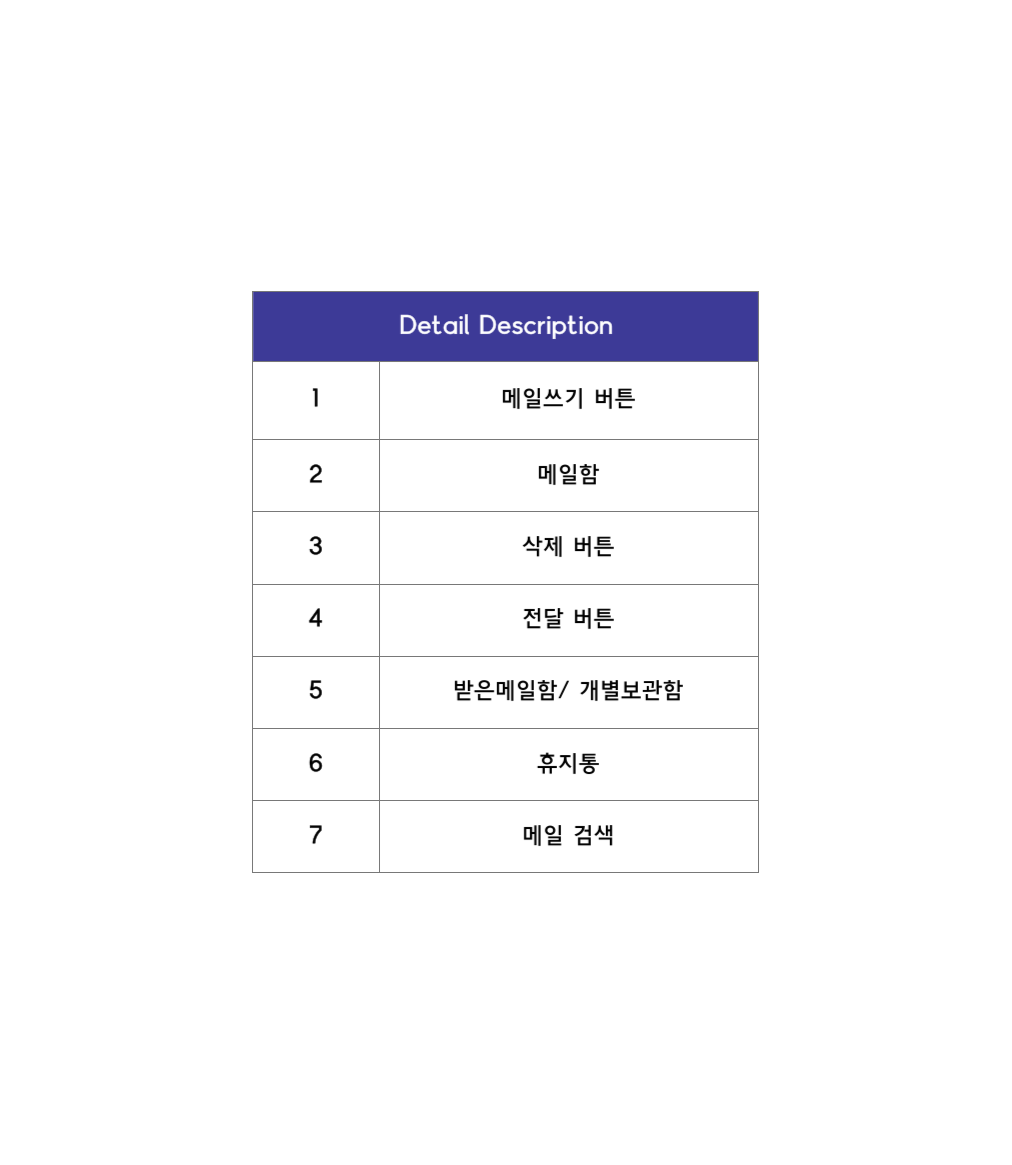 Detail Description
1 메일쓰기 버튼
2 메일함
3 삭제 버튼
4 전달 버튼
5 받은메일함/ 개별보관함
6 휴지통
7 메일 검색